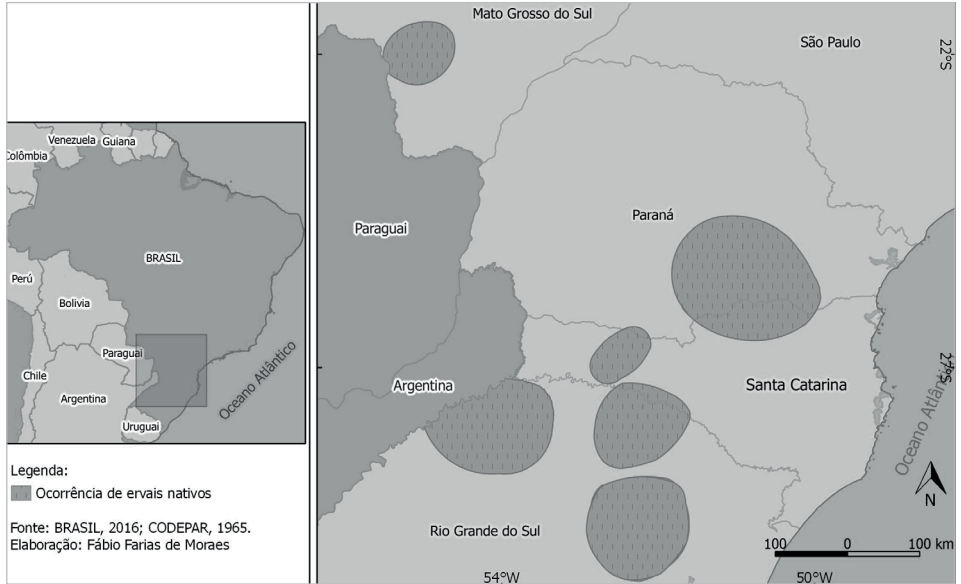 Colômbia
Venezuela
Guiana
BRASIL
Perú
Bolivia
Paraguai
Chile
Argentina
Uruguai
Oceano Atlântico
Legenda:
Ocorrência de ervais nativos
Fonte: BRASIL, 2016; CODEPAR, 1965.
Elaboração: Fábio Farias de Moraes
Mato Grosso do Sul
São Paulo
22°S
Paraná
Paraguai
27°S
Argentina
Santa Catarina
Oceano Atlântico
Rio Grande do Sul
N
100 0 100 km
54°W
50°W